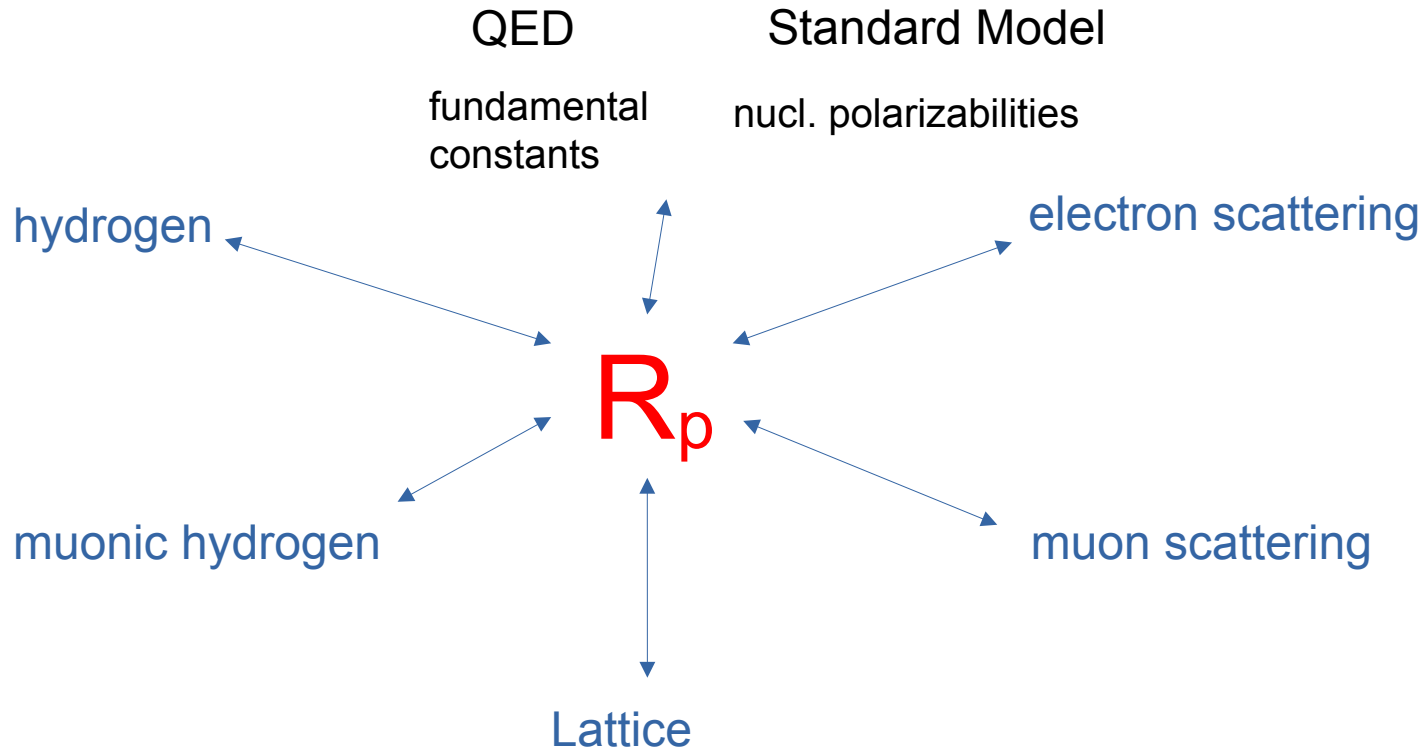 QED
Standard Model
fundamental
constants
nucl. polarizabilities
hydrogen
electron scattering
Rp
muonic hydrogen
muon scattering
Lattice